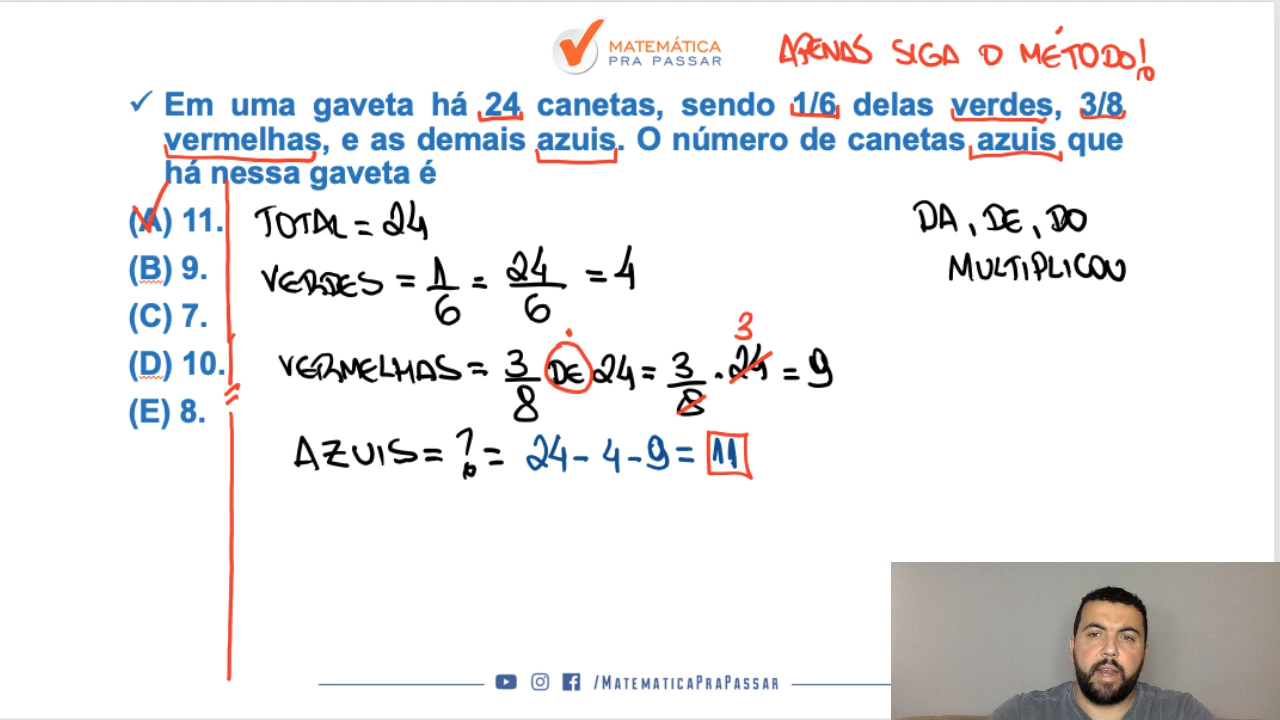 MATEMÁTICA
PRA PASSAR
APENAS SIGA O MÉTODO!
✓ Em uma gaveta há 24 canetas, sendo 1/6 delas verdes, 3/8
vermelhas, e as demais azuis. O número de canetas azuis que
há nessa gaveta é
(A) 11.
(B) 9.
(C) 7.
(D) 10.
(E) 8.
TOTAL = 24
VERDES = 1/6 = 24/6 = 4
VERMELHAS = 3/8 DE 24 = 3/8 · 24 = 9
3
AZUIS = ? = 24 - 4 - 9 = 11
DA, DE, DO
MULTIPLICOU
/MATEMATICAPRAPASSAR